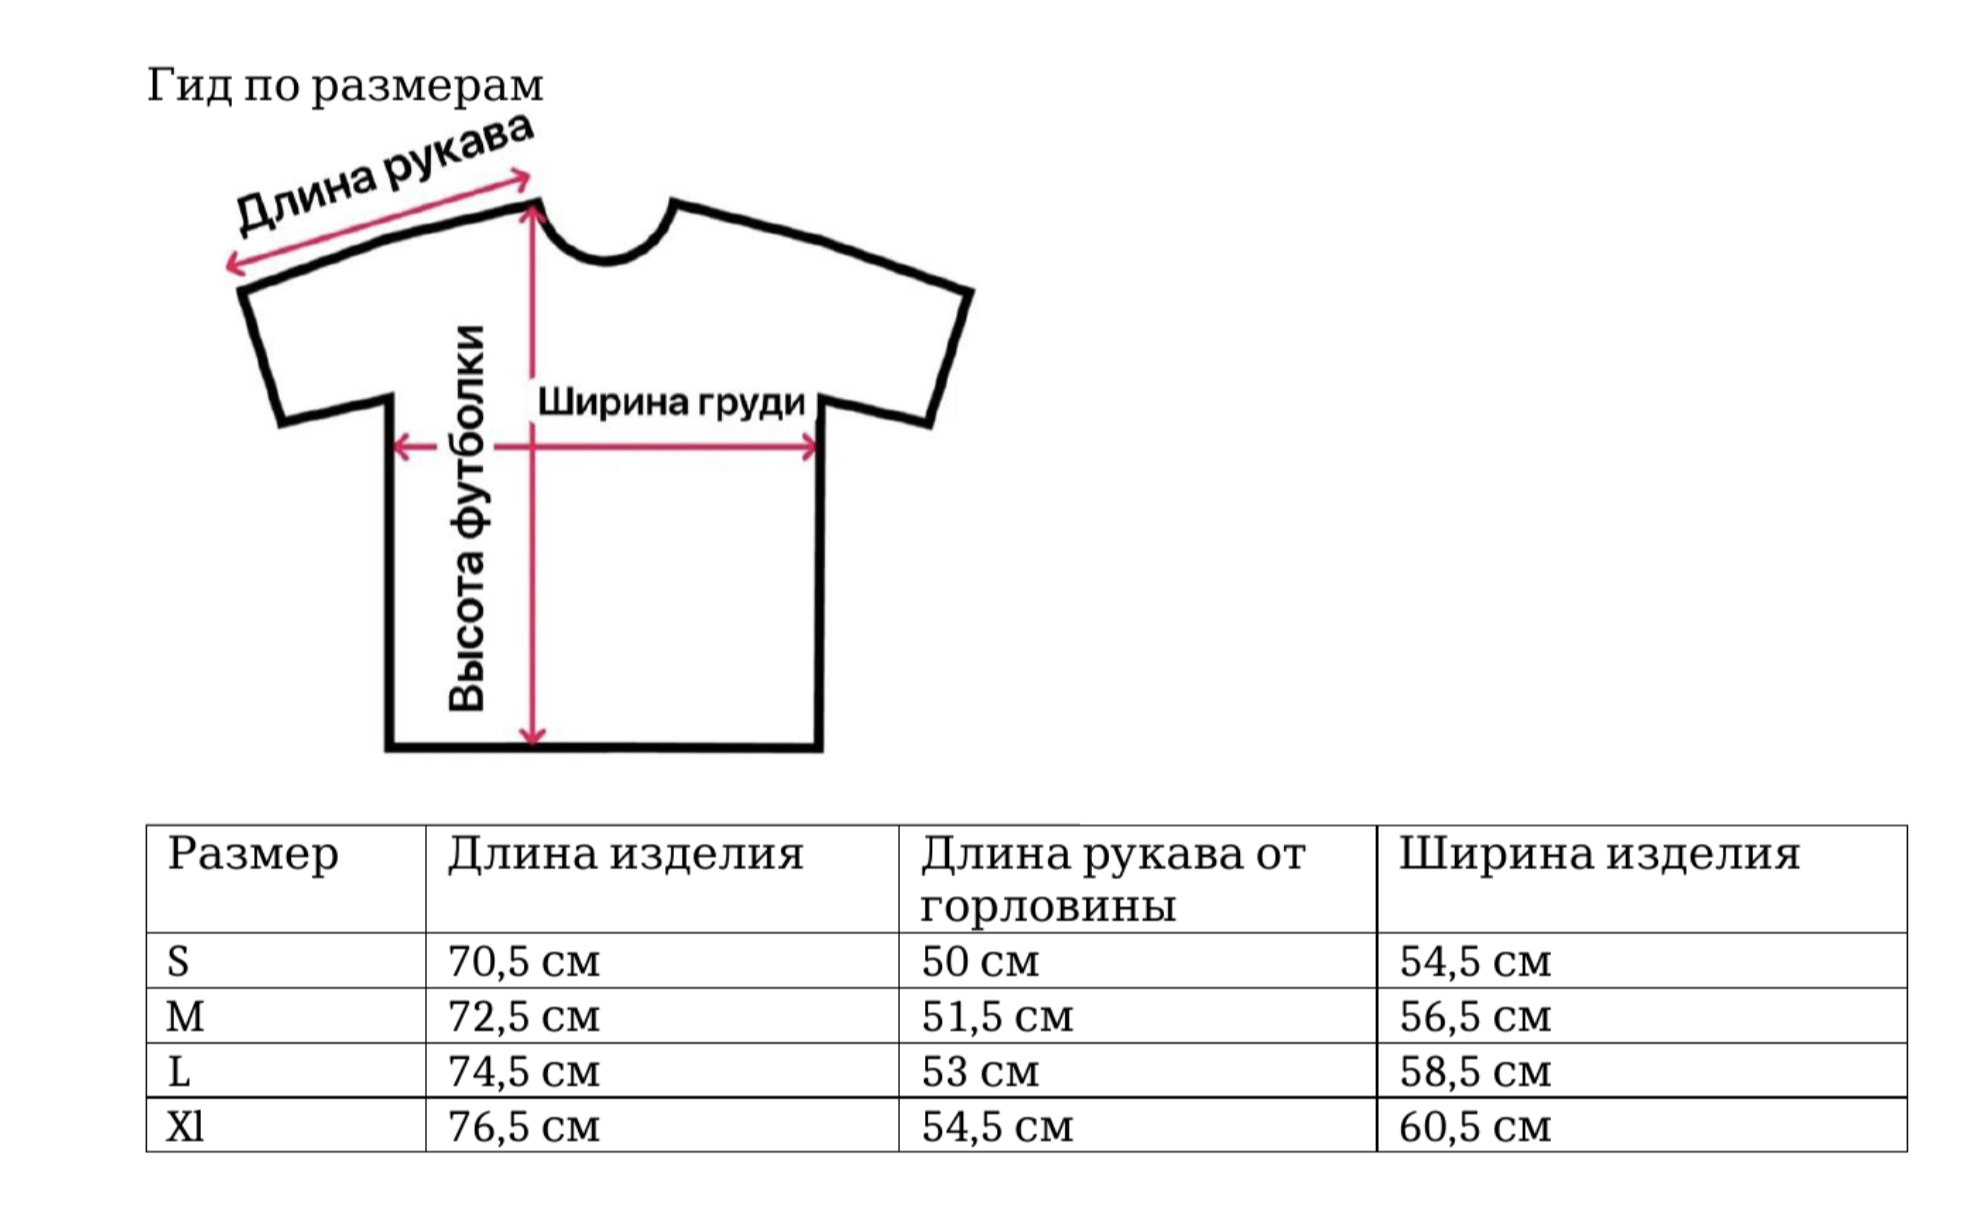 Гид по размерам
Длина рукава
Высота футболки
Ширина груди
Размер Длина изделия Длина рукава от горловины Ширина изделия
S 70,5 см 50 см 54,5 см
M 72,5 см 51,5 см 56,5 см
L 74,5 см 53 см 58,5 см
Xl 76,5 см 54,5 см 60,5 см